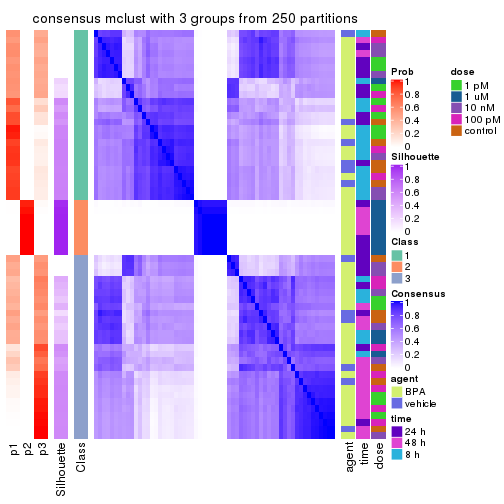 consensus mclust with 3 groups from 250 partitions
Prob
1
0.8
0.6
0.4
0.2
0
Silhouette
1
0.8
0.6
0.4
0.2
0
Class
1
2
3
Consensus
1
0.8
0.6
0.4
0.2
0
agent
BPA
vehicle
time
24 h
48 h
8 h
dose
1 pM
1 uM
10 nM
100 pM
control
p1
p2
p3
Silhouette
Class
agent
time
dose